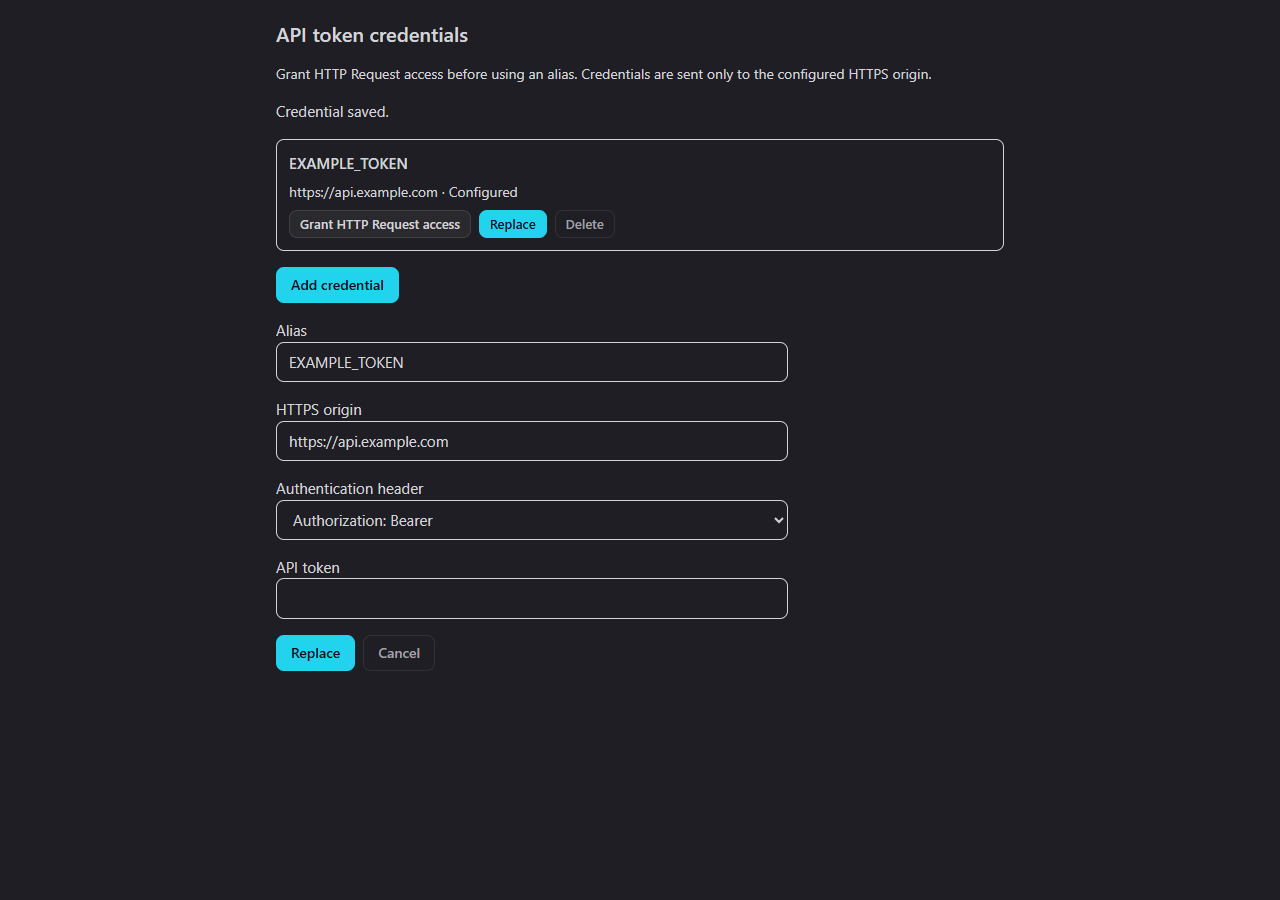 API token credentials
Grant HTTP Request access before using an alias. Credentials are sent only to the configured HTTPS origin.
Credential saved.
EXAMPLE_TOKEN
https://api.example.com · Configured
Grant HTTP Request access Replace Delete
Add credential
Alias
EXAMPLE_TOKEN
HTTPS origin
https://api.example.com
Authentication header
Authorization: Bearer
API token
Replace Cancel